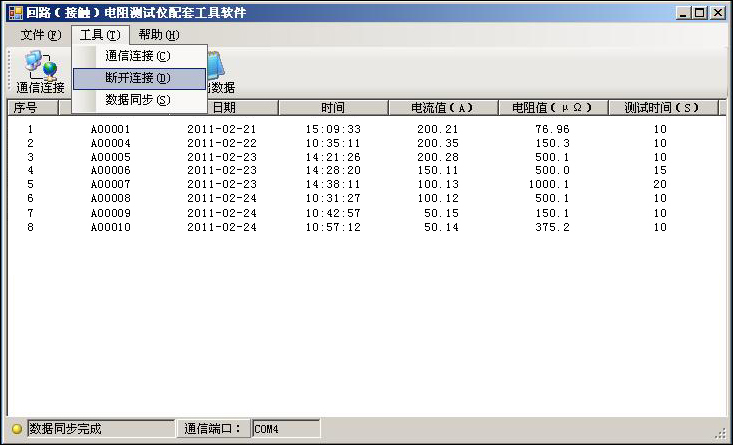 回路(接触)电阻测试仪配套工具软件
文件(F) 工具(T) 帮助(H)
通信连接(C)
断开连接(D)
数据同步(S)
通信连接 数据
序号 日期 时间 电流值(A) 电阻值(μΩ) 测试时间(S)
1 A00001 2011-02-21 15:09:33 200.21 76.96 10
2 A00004 2011-02-22 10:35:11 200.35 150.3 10
3 A00005 2011-02-23 14:21:26 200.28 500.1 10
4 A00006 2011-02-23 14:28:20 150.11 500.0 15
5 A00007 2011-02-23 14:38:11 100.13 1000.1 20
6 A00008 2011-02-24 10:31:27 100.12 500.1 10
7 A00009 2011-02-24 10:42:57 50.15 150.1 10
8 A00010 2011-02-24 10:57:12 50.14 375.2 10
数据同步完成 通信端口: COM4